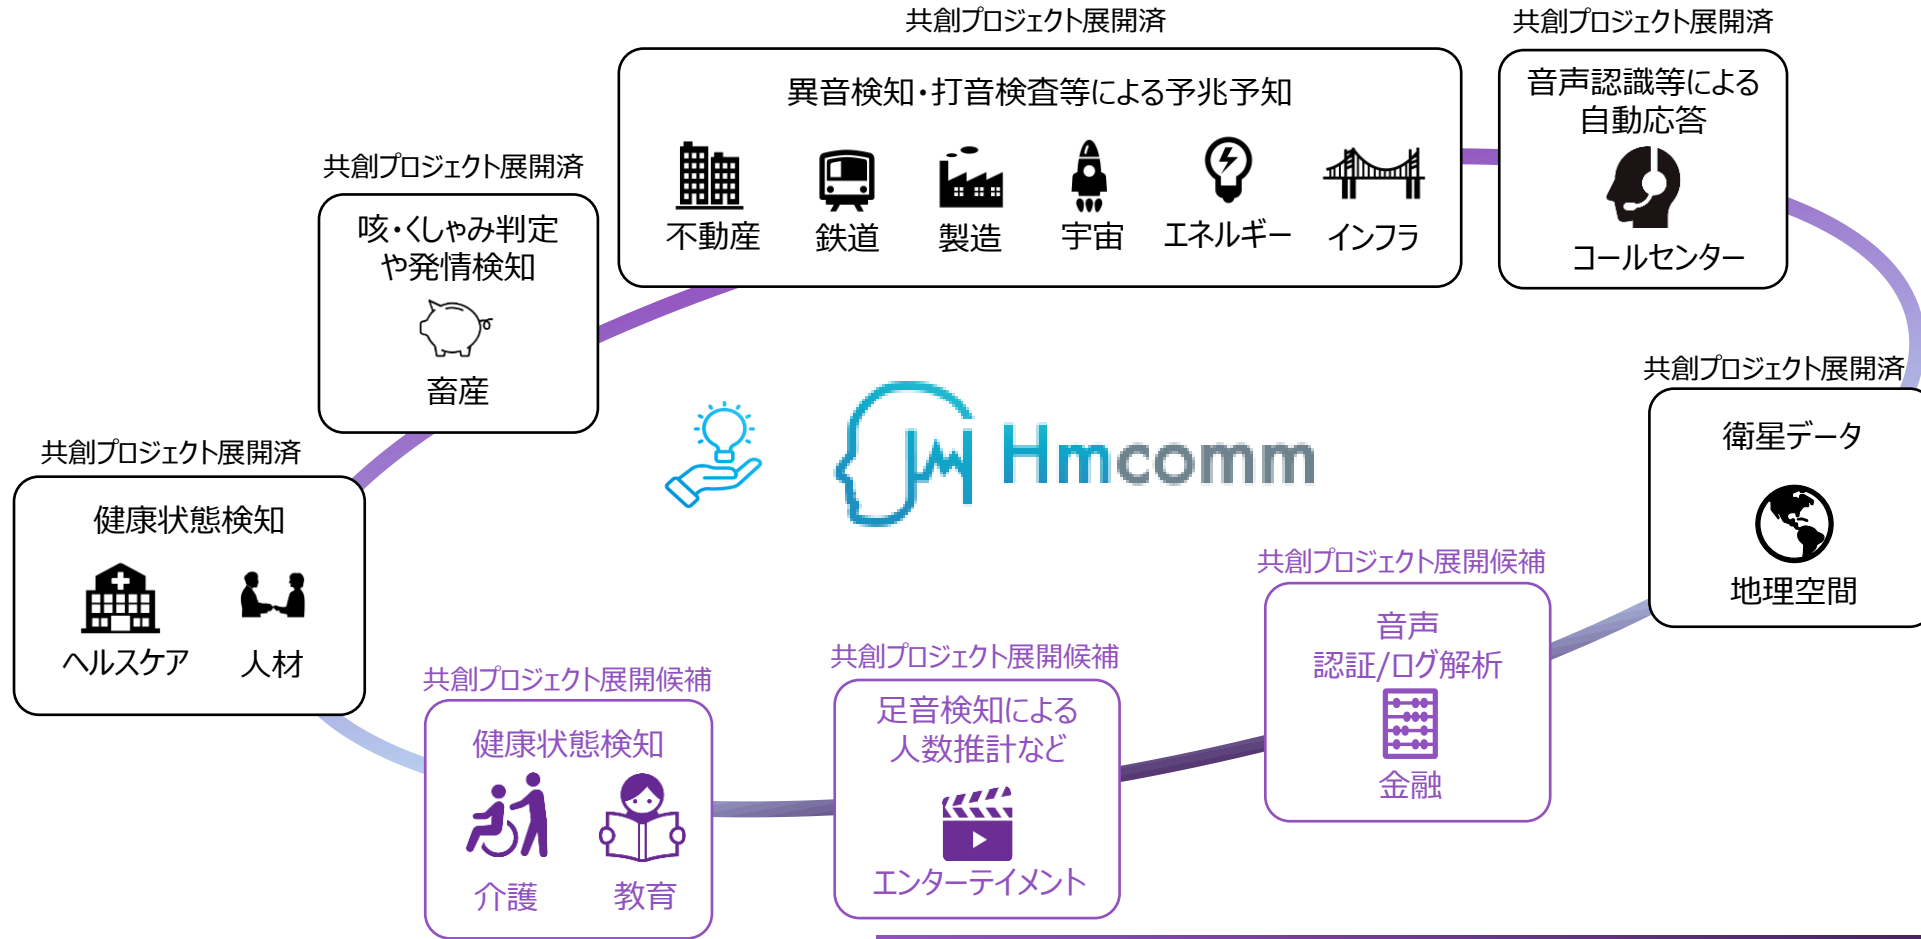 共創プロジェクト展開済
異音検知・打音検査等による予兆予知
不動産
鉄道
製造
宇宙
エネルギー
インフラ
共創プロジェクト展開済
音声認識等による
自動応答
コールセンター
共創プロジェクト展開済
咳・くしゃみ判定
や発情検知
畜産
共創プロジェクト展開済
衛星データ
地理空間
Hmcomm
共創プロジェクト展開済
健康状態検知
ヘルスケア
人材
共創プロジェクト展開候補
健康状態検知
介護
教育
共創プロジェクト展開候補
足音検知による
人数推計など
エンターテイメント
共創プロジェクト展開候補
音声
認証/ログ解析
金融